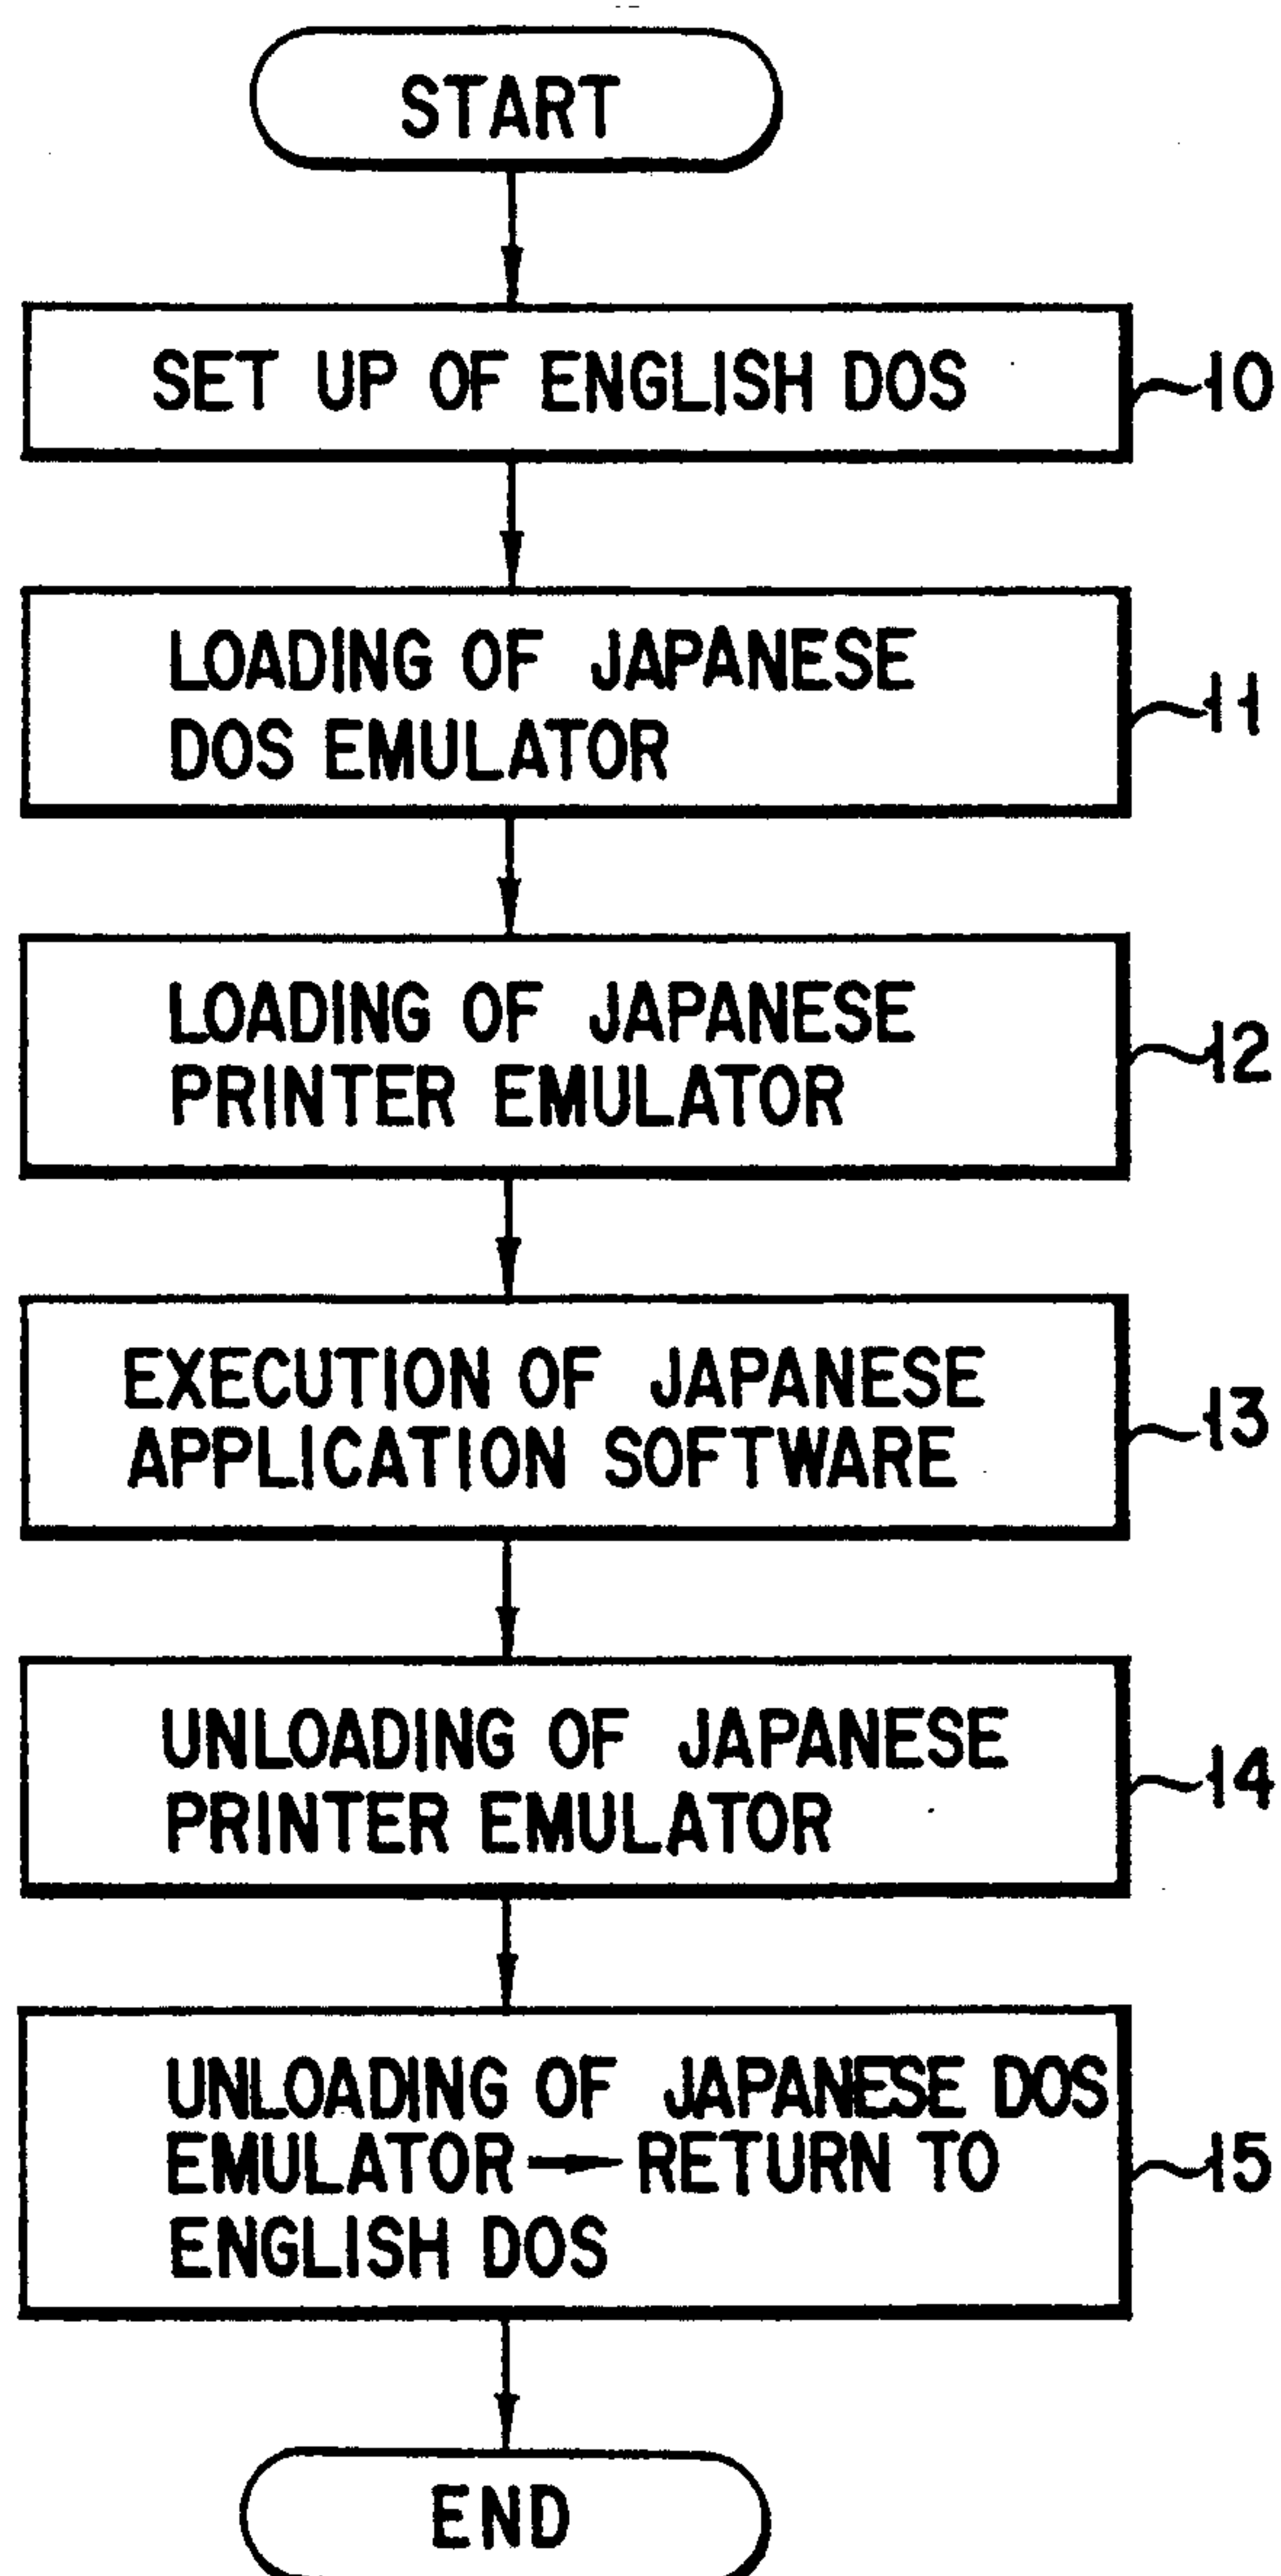 START
SET UP OF ENGLISH DOS
10
LOADING OF JAPANESE
DOS EMULATOR
11
LOADING OF JAPANESE
PRINTER EMULATOR
12
EXECUTION OF JAPANESE
APPLICATION SOFTWARE
13
UNLOADING OF JAPANESE
PRINTER EMULATOR
14
UNLOADING OF JAPANESE DOS
EMULATOR → RETURN TO
ENGLISH DOS
15
END